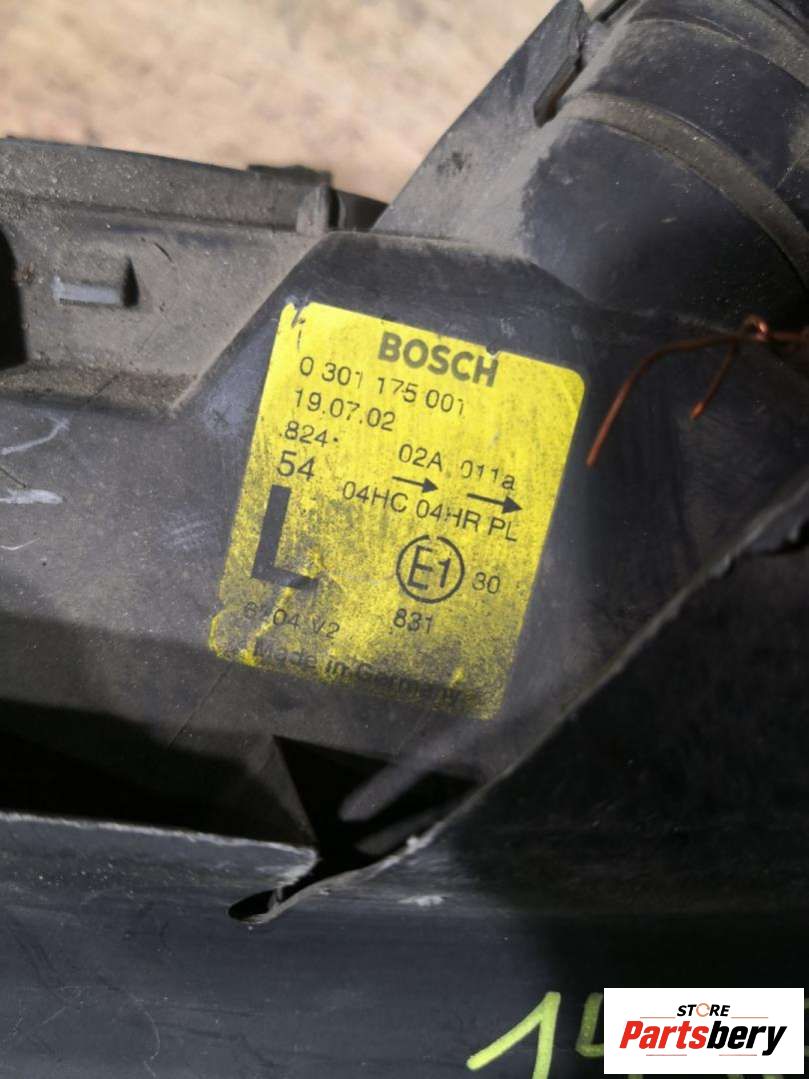 BOSCH
0 301 175 001
19.07.02
824
54
02A 011a
04HC 04HR PL
L
E1 30
831
Made in Germany
1
STORE
Partsbery